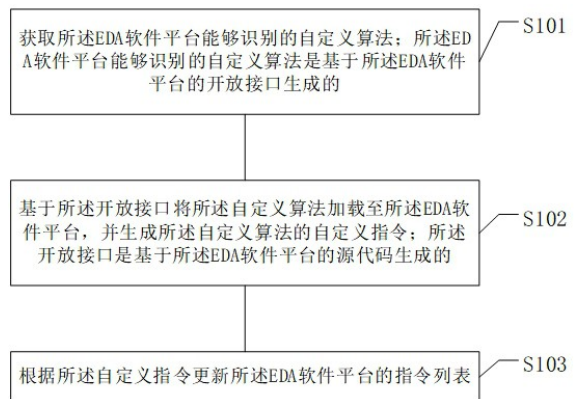 获取所述EDA软件平台能够识别的自定义算法；所述ED
A软件平台能够识别的自定义算法是基于所述EDA软件
平台的开放接口生成的
S101
基于所述开放接口将所述自定义算法加载至所述EDA软
件平台，并生成所述自定义算法的自定义指令；所述
开放接口是基于所述EDA软件平台的源代码生成的
S102
根据所述自定义指令更新所述EDA软件平台的指令列表
S103